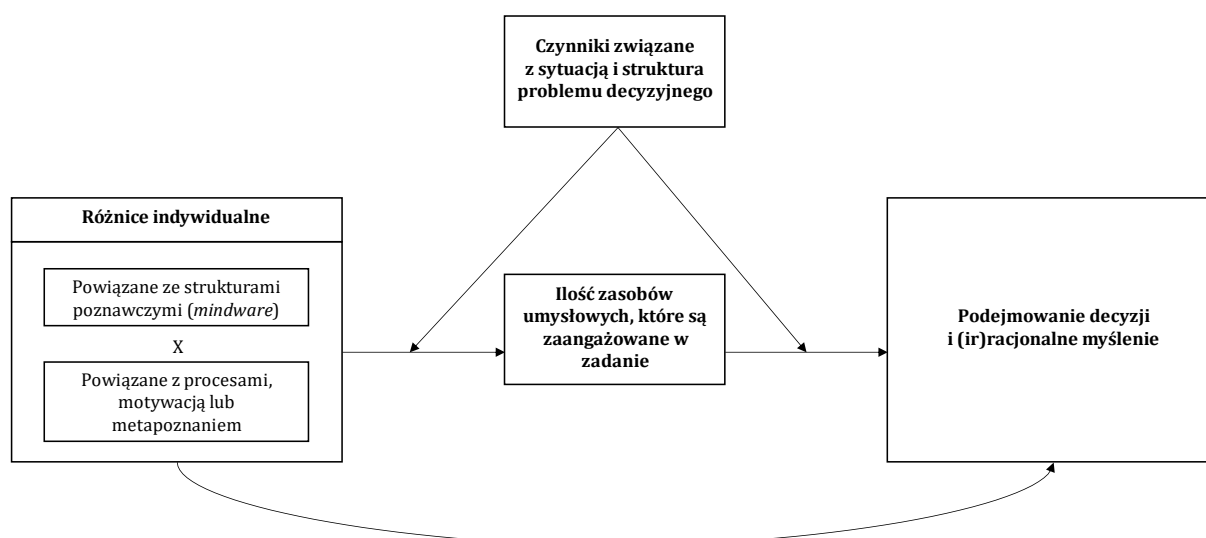 Czynniki związane
z sytuacją i struktura
problemu decyzyjnego
Różnice indywidualne
Powiązane ze strukturami
poznawczymi (mindware)
X
Powiązane z procesami,
motywacją lub
metapoznaniem
Ilość zasobów
umysłowych, które są
zaangażowane w
zadanie
Podejmowanie decyzji
i (ir)racjonalne myślenie